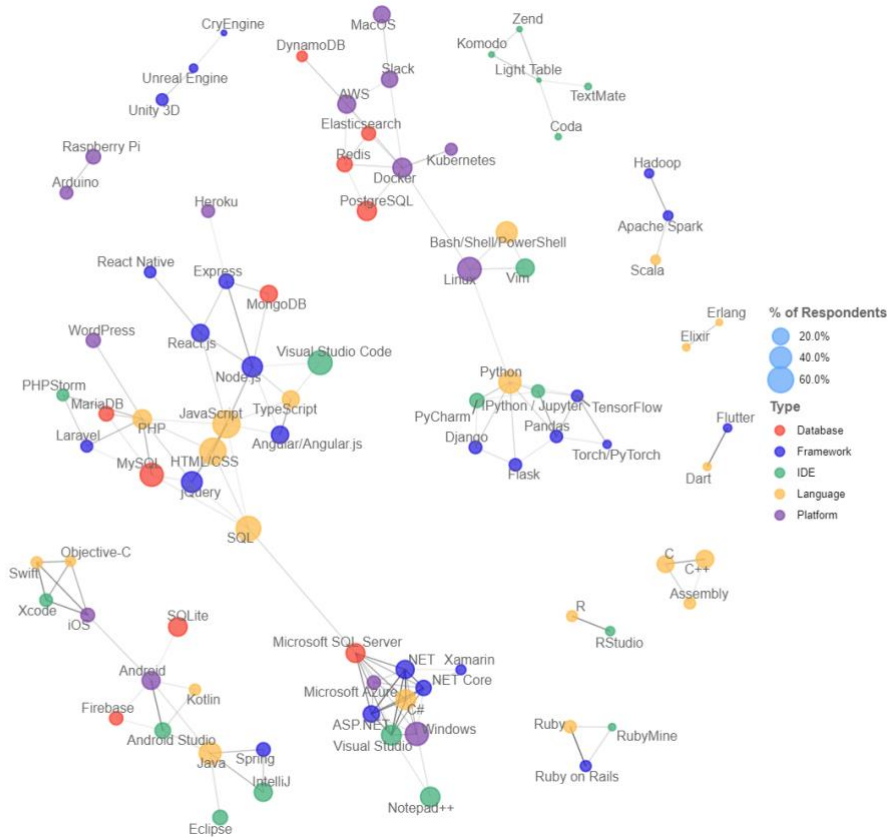 CryEngine
Unreal Engine
Unity 3D
MacOS
DynamoDB
Slack
AWS
Elasticsearch
Redis
Docker
Kubernetes
PostgreSQL
Zend
Komodo
Light Table
TextMate
Coda
Raspberry Pi
Arduino
Hadoop
Apache Spark
Scala
Heroku
React Native
Express
MongoDB
React.js
Node.js
Visual Studio Code
WordPress
PHPStorm
MariaDB
Laravel
PHP
JavaScript
TypeScript
Angular/Angular.js
HTML/CSS
MySQL
jQuery
SQL
Bash/Shell/PowerShell
Linux
Vim
Python
PyCharm
IPython / Jupyter
TensorFlow
Django
Pandas
Flask
Torch/PyTorch
Erlang
Elixir
Flutter
Dart
% of Respondents
20.0%
40.0%
60.0%
Type
Database
Framework
IDE
Language
Platform
C
C++
Assembly
R
RStudio
Ruby
RubyMine
Ruby on Rails
Objective-C
Swift
Xcode
iOS
SQLite
Android
Kotlin
Firebase
Android Studio
Java
Spring
IntelliJ
Eclipse
Microsoft SQL Server
.NET
Xamarin
Microsoft Azure
.NET Core
C#
ASP.NET
Windows
Visual Studio
Notepad++